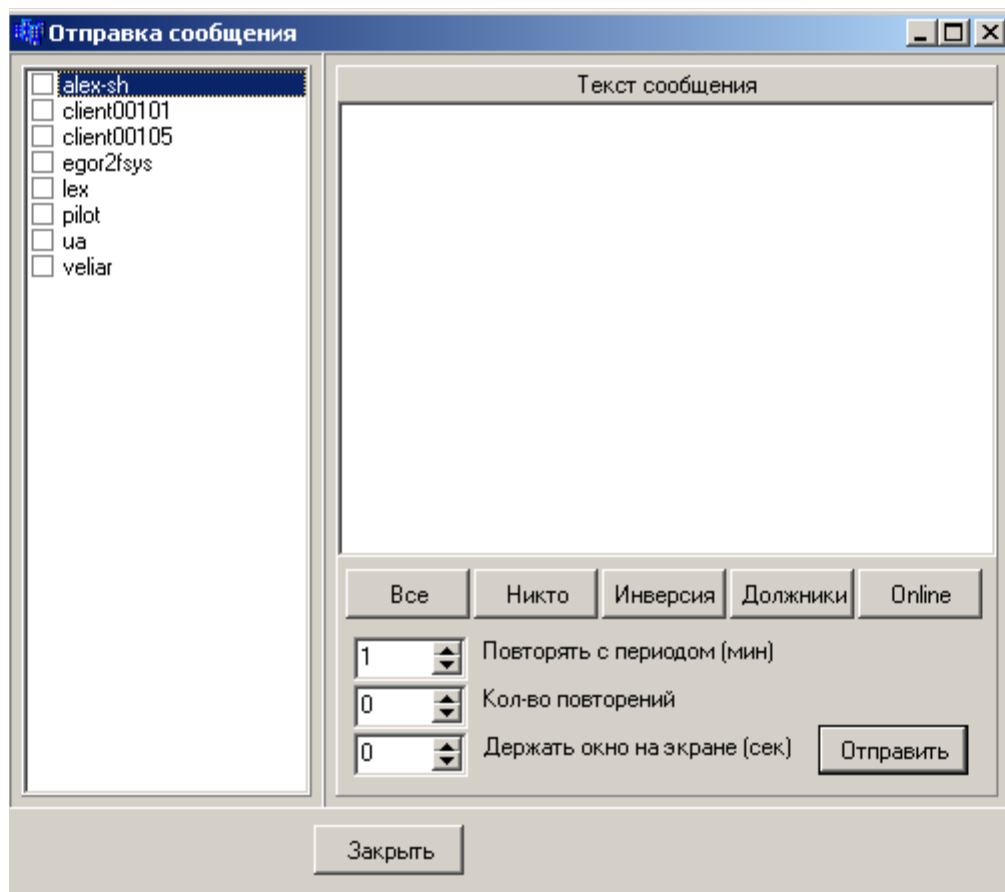 Отправка сообщения
alex-sh
client00101
client00105
egor2fsys
lex
pilot
ua
veliar
Текст сообщения
Все Никто Инверсия Должники Online
1 Повторять с периодом (мин)
0 Кол-во повторений
0 Держать окно на экране (сек) Отправить
Закрыть